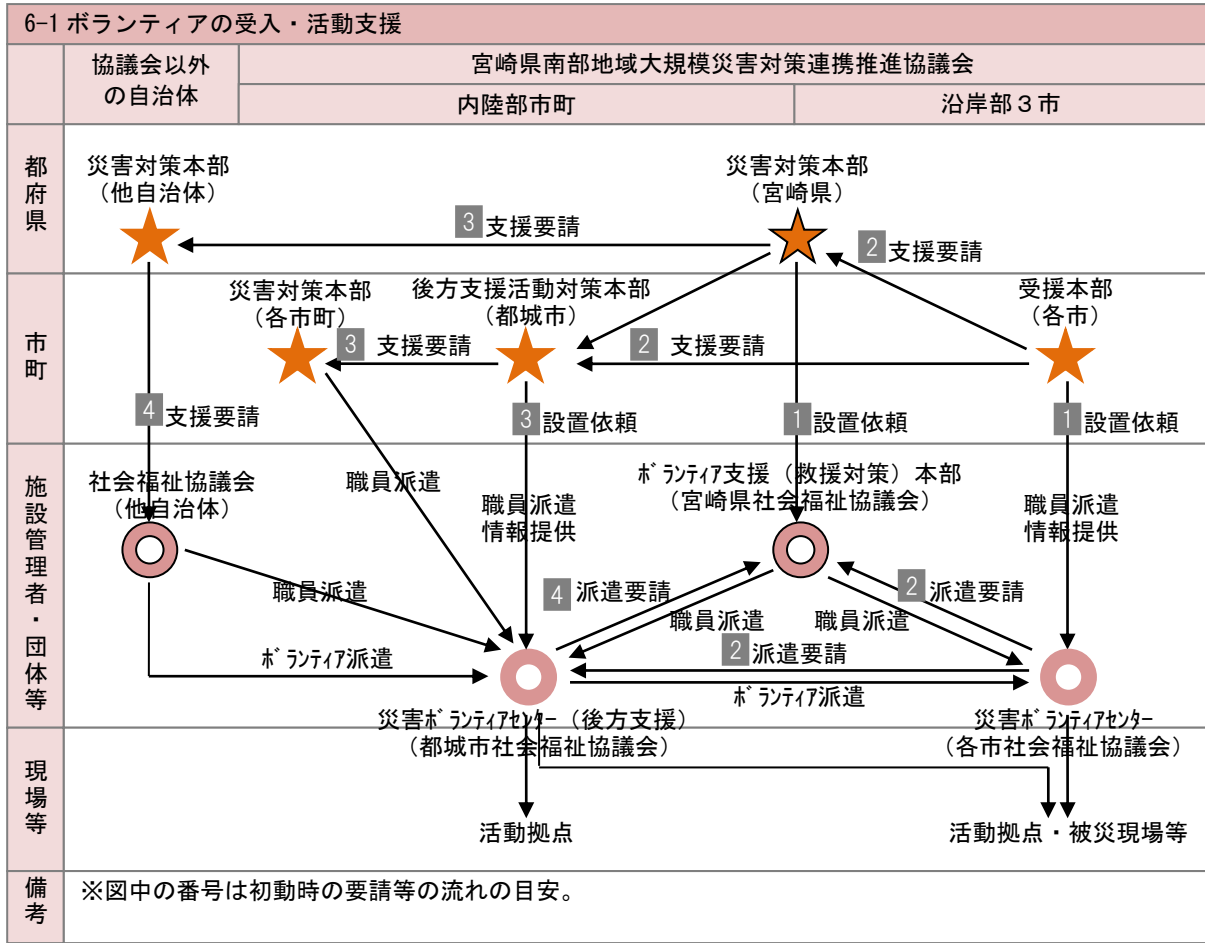 6-1 ボランティアの受入・活動支援
協議会以外
の自治体
宮崎県南部地域大規模災害対策連携推進協議会
内陸部市町
沿岸部3市
都府県
災害対策本部
(他自治体)
災害対策本部
(宮崎県)
3 支援要請
2 支援要請
市町
災害対策本部
(各市町)
後方支援活動対策本部
(都城市)
受援本部
(各市)
3 支援要請
2 支援要請
4 支援要請
3 設置依頼
1 設置依頼
1 設置依頼
施設管理者・団体等
社会福祉協議会
(他自治体)
職員派遣
職員派遣
情報提供
ボランティア支援(救援対策)本部
(宮崎県社会福祉協議会)
職員派遣
情報提供
職員派遣
4 派遣要請
2 派遣要請
職員派遣
職員派遣
ボランティア派遣
2 派遣要請
ボランティア派遣
災害ボランティアセンター(後方支援)
(都城市社会福祉協議会)
災害ボランティアセンター
(各市社会福祉協議会)
現場等
活動拠点
活動拠点・被災現場等
備考
※図中の番号は初動時の要請等の流れの目安。